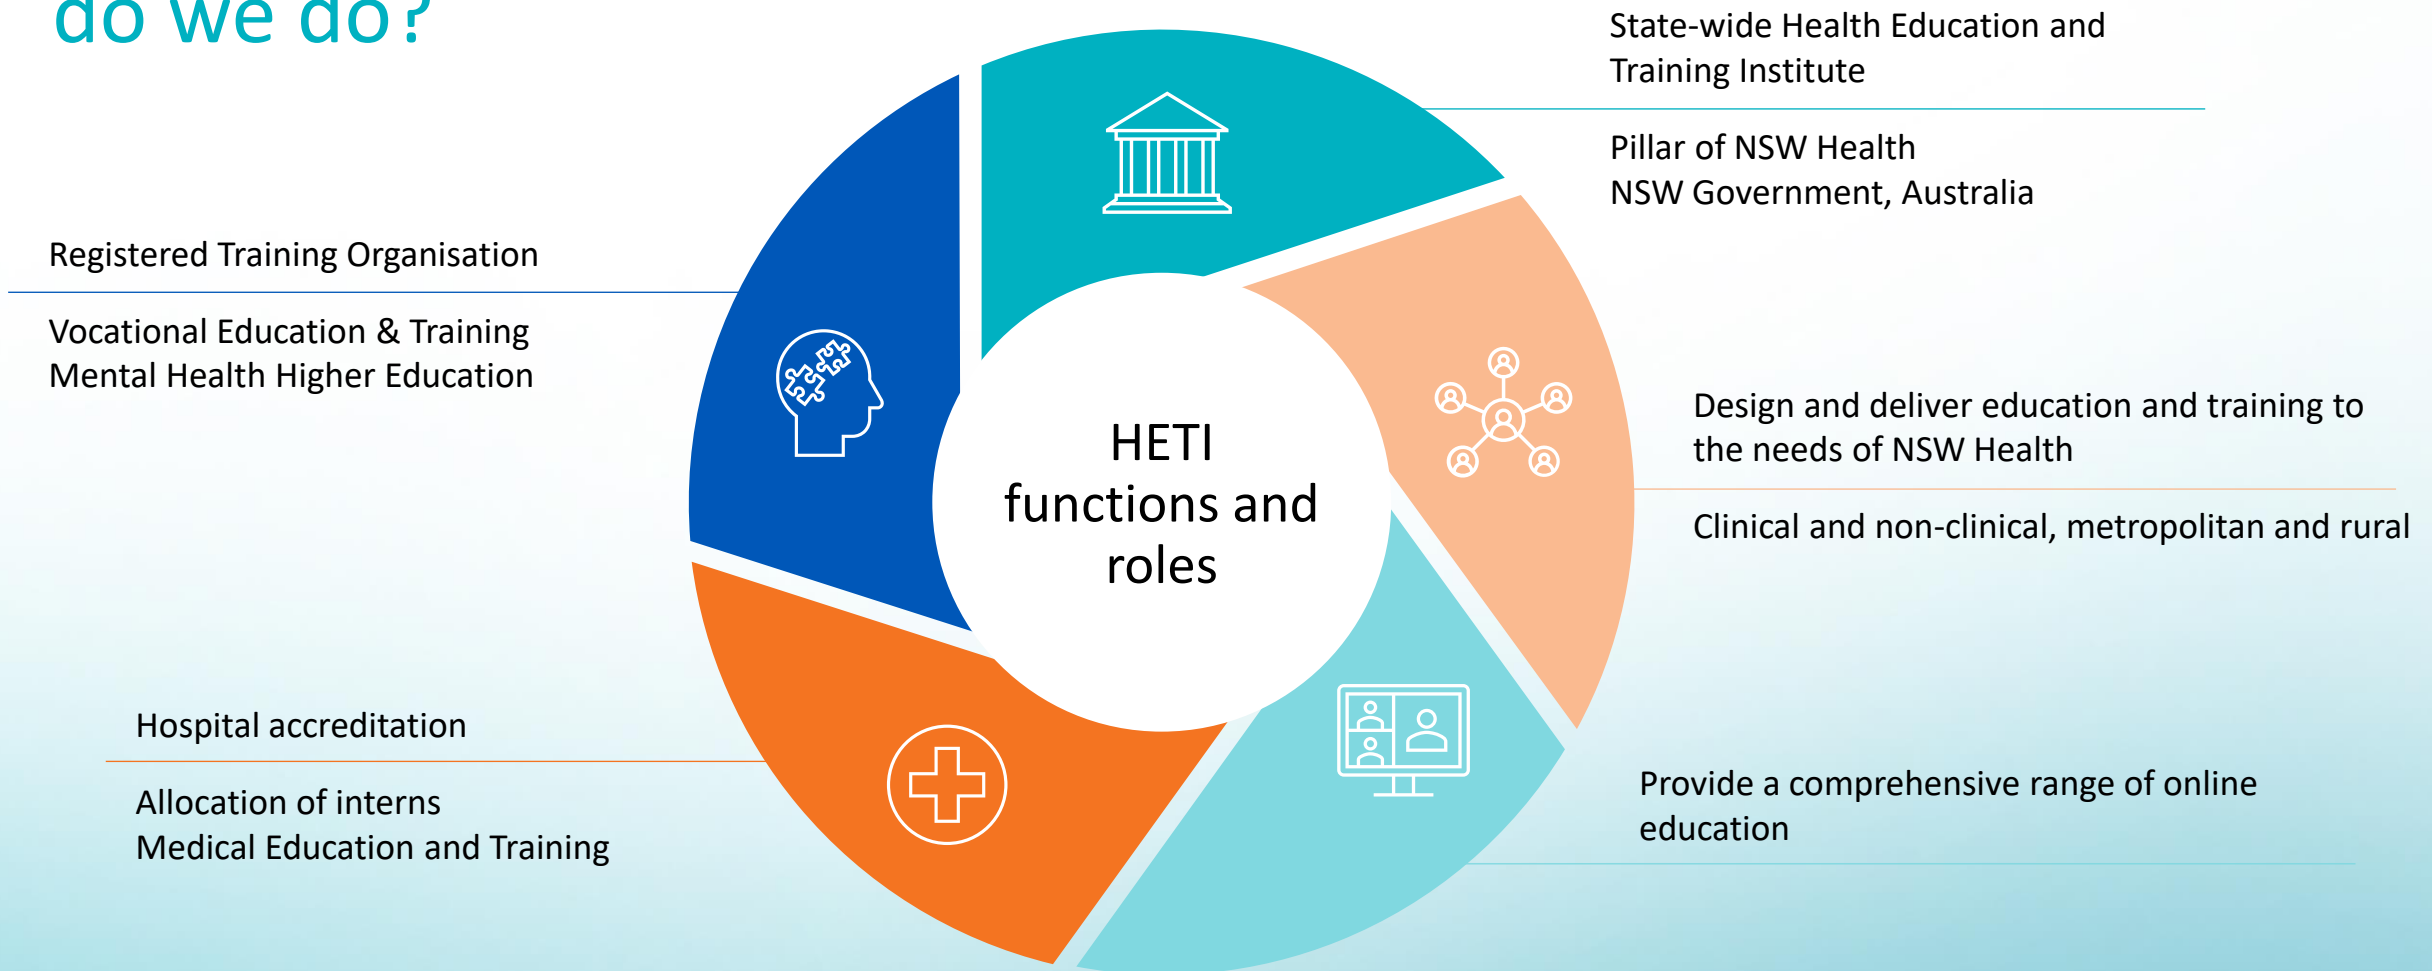 do we do?
State-wide Health Education and
Training Institute
Pillar of NSW Health
NSW Government, Australia
Registered Training Organisation
Vocational Education & Training
Mental Health Higher Education
HETI
functions and
roles
Design and deliver education and training to
the needs of NSW Health
Clinical and non-clinical, metropolitan and rural
Hospital accreditation
Allocation of interns
Medical Education and Training
Provide a comprehensive range of online
education